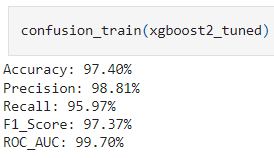 confusion_train(xgboost2_tuned)
Accuracy: 97.40%
Precision: 98.81%
Recall: 95.97%
F1_Score: 97.37%
ROC_AUC: 99.70%